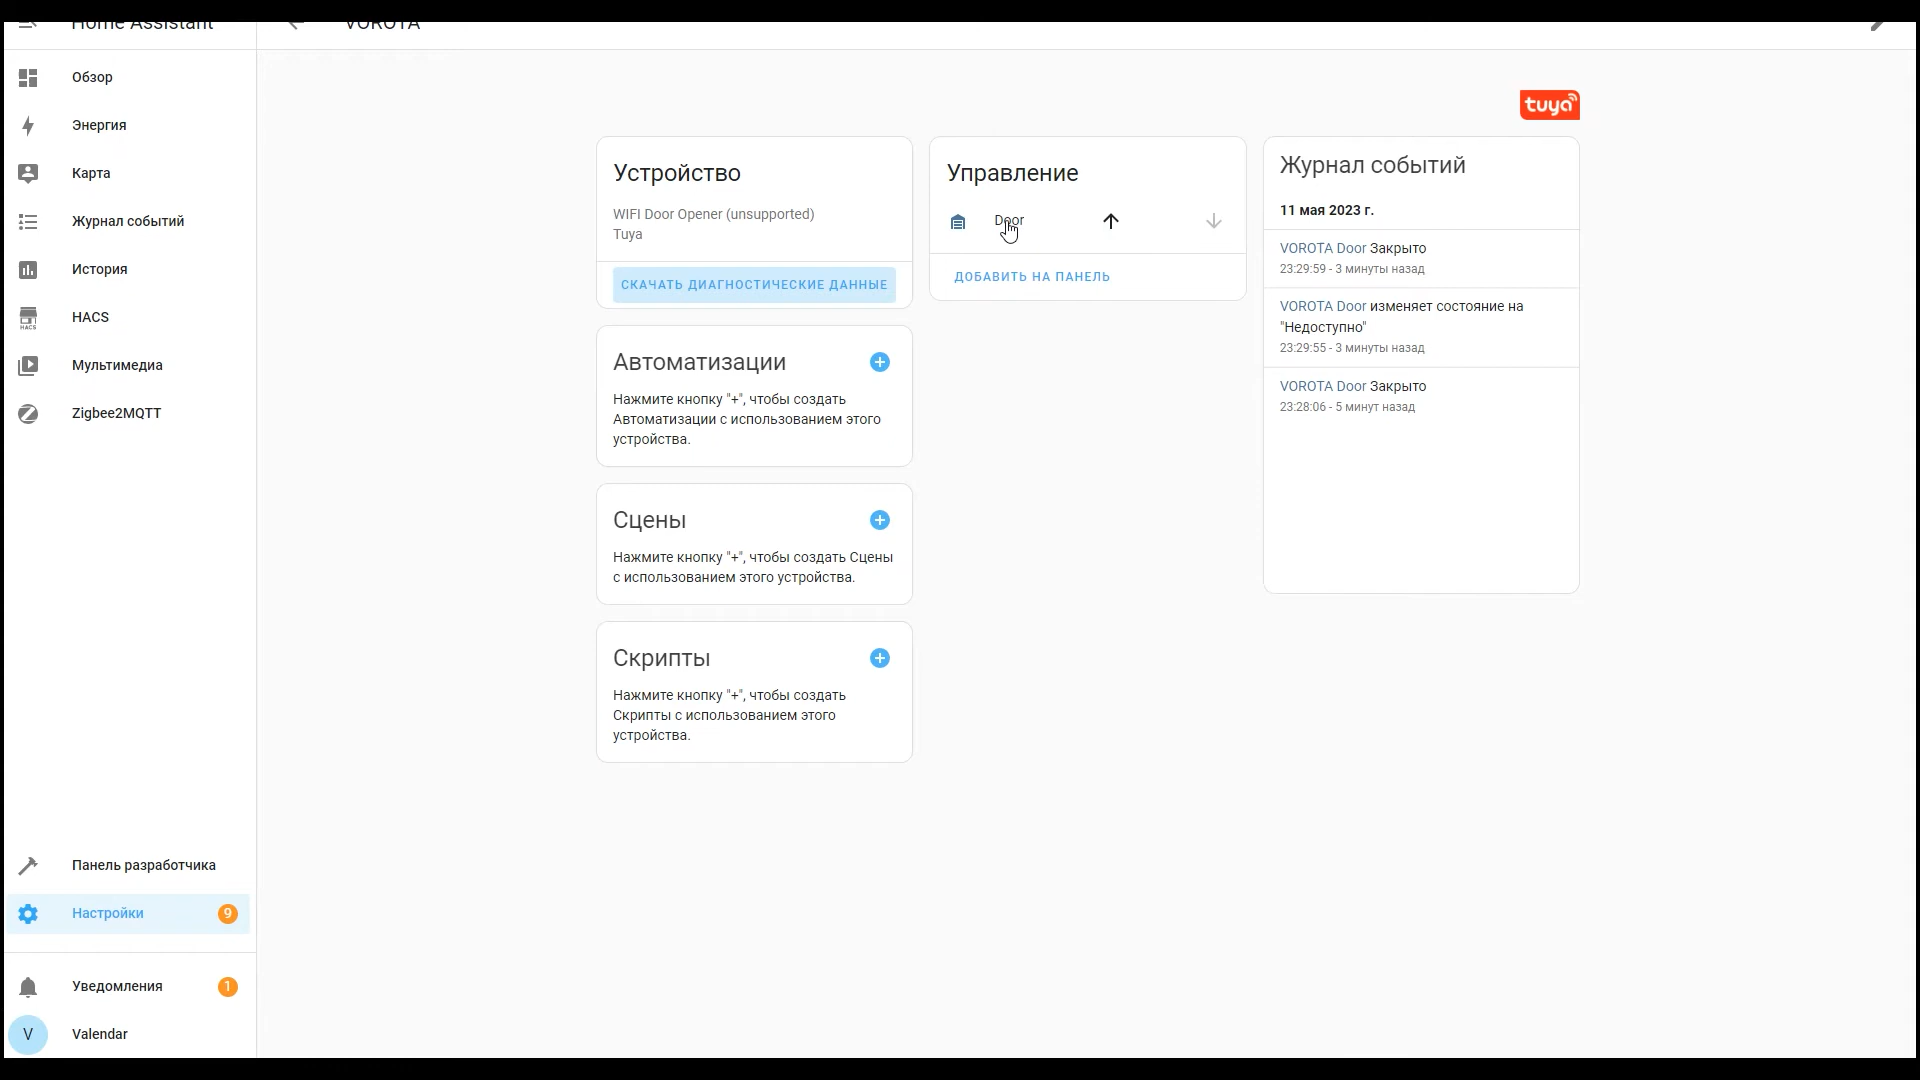 Home Assistant
VOROTA
Обзор
Энергия
Карта
Журнал событий
История
HACS
HACS
Мультимедиа
Zigbee2MQTT
Панель разработчика
Настройки 9
Уведомления 1
V Valendar
Устройство
WIFI Door Opener (unsupported)
Tuya
СКАЧАТЬ ДИАГНОСТИЧЕСКИЕ ДАННЫЕ
Автоматизации
Нажмите кнопку "+", чтобы создать
Автоматизации с использованием этого
устройства.
Сцены
Нажмите кнопку "+", чтобы создать Сцены
с использованием этого устройства.
Скрипты
Нажмите кнопку "+", чтобы создать
Скрипты с использованием этого
устройства.
Управление
Door
ДОБАВИТЬ НА ПАНЕЛЬ
tuya
Журнал событий
11 мая 2023 г.
VOROTA Door Закрыто
23:29:59 - 3 минуты назад
VOROTA Door изменяет состояние на
"Недоступно"
23:29:55 - 3 минуты назад
VOROTA Door Закрыто
23:28:06 - 5 минут назад